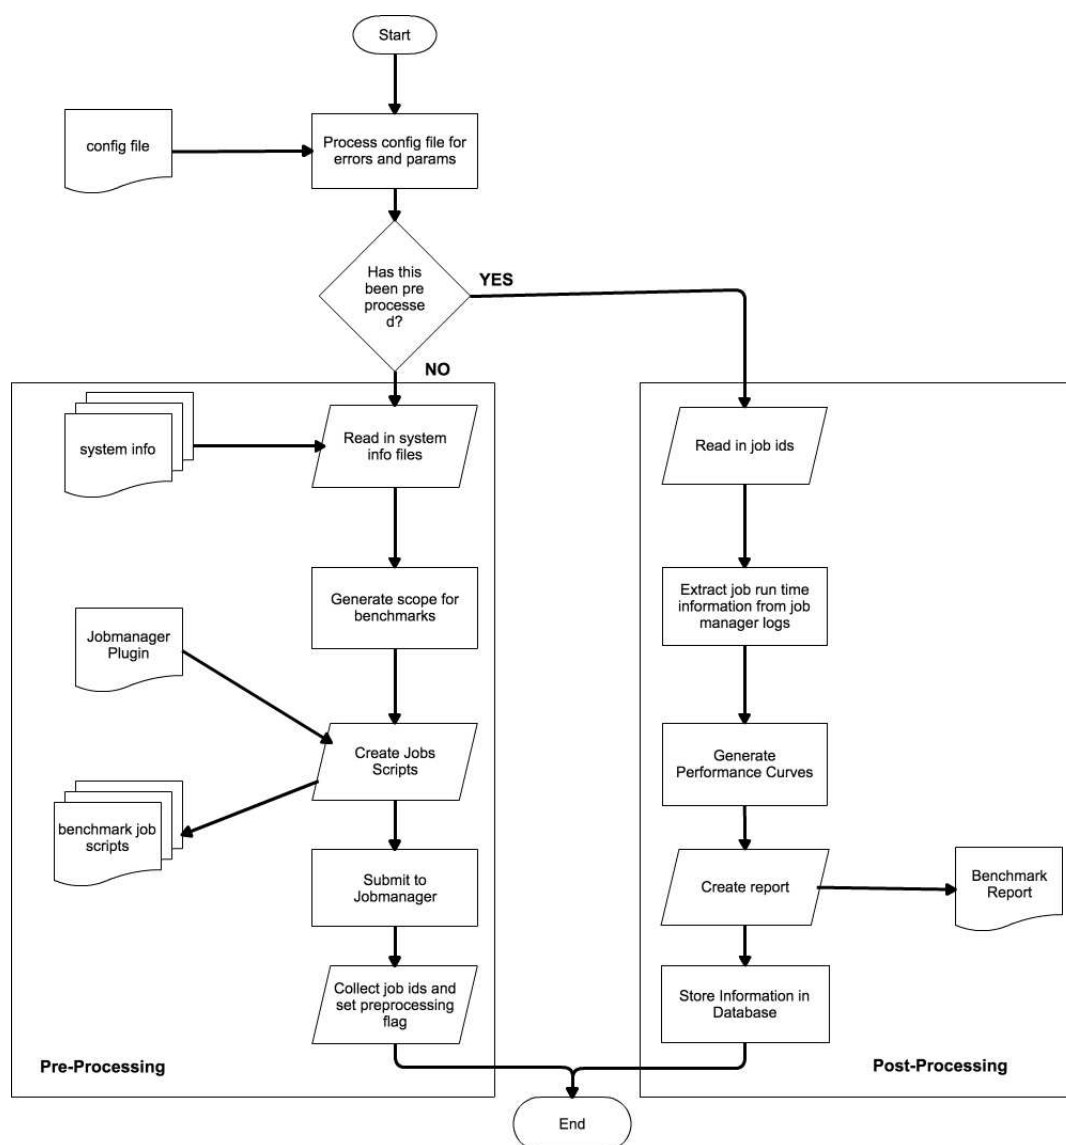 Start
config file
Process config file for
errors and params
Has this
been pre
processe
d?
YES
NO
system info
Read in system
info files
Read in job ids
Generate scope for
benchmarks
Extract job run time
information from job
manager logs
Jobmanager
Plugin
Create Jobs
Scripts
Generate
Performance Curves
benchmark job
scripts
Submit to
Jobmanager
Create report
Benchmark
Report
Collect job ids and
set preprocessing
flag
Store Information in
Database
Pre-Processing
Post-Processing
End